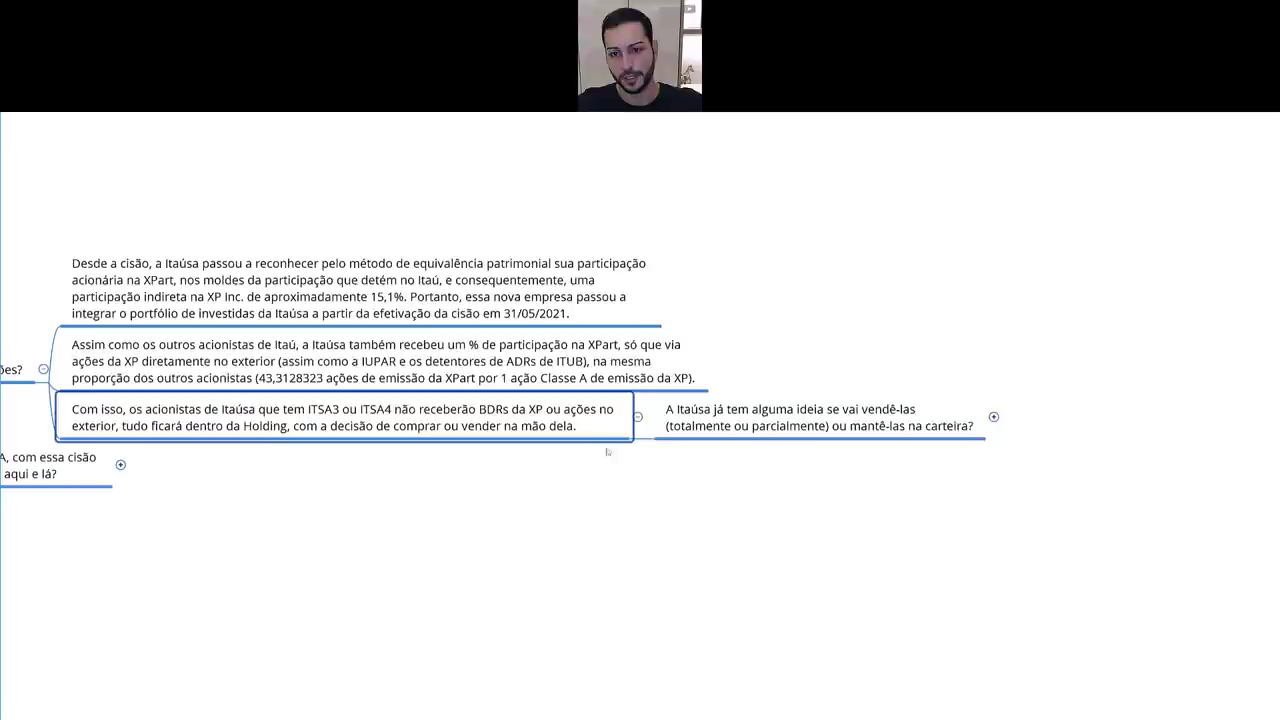 Desde a cisão, a Itaúsa passou a reconhecer pelo método de equivalência patrimonial sua participação
acionária na XPart, nos moldes da participação que detém no Itaú, e consequentemente, uma
participação indireta na XP Inc. de aproximadamente 15,1%. Portanto, essa nova empresa passou a
integrar o portfólio de investidas da Itaúsa a partir da efetivação da cisão em 31/05/2021.
Assim como os outros acionistas de Itaú, a Itaúsa também recebeu um % de participação na XPart, só que via
ações da XP diretamente no exterior (assim como a IUPAR e os detentores de ADRs de ITUB), na mesma
proporção dos outros acionistas (43,3128323 ações de emissão da XPart por 1 ação Classe A de emissão da XP).
ões?
Com isso, os acionistas de Itaúsa que tem ITSA3 ou ITSA4 não receberão BDRs da XP ou ações no
exterior, tudo ficará dentro da Holding, com a decisão de comprar ou vender na mão dela.
A Itaúsa já tem alguma ideia se vai vendê-las
(totalmente ou parcialmente) ou mantê-las na carteira?
A, com essa cisão
aqui e lá?